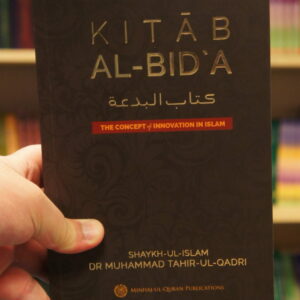 KITĀB
AL-BIDʿA
كتاب البدعة
THE CONCEPT of INNOVATION IN ISLAM
SHAYKH-UL-ISLAM
DR MUHAMMAD TAHIR-UL-QADRI
MINHAJ-UL-QURAN PUBLICATIONS